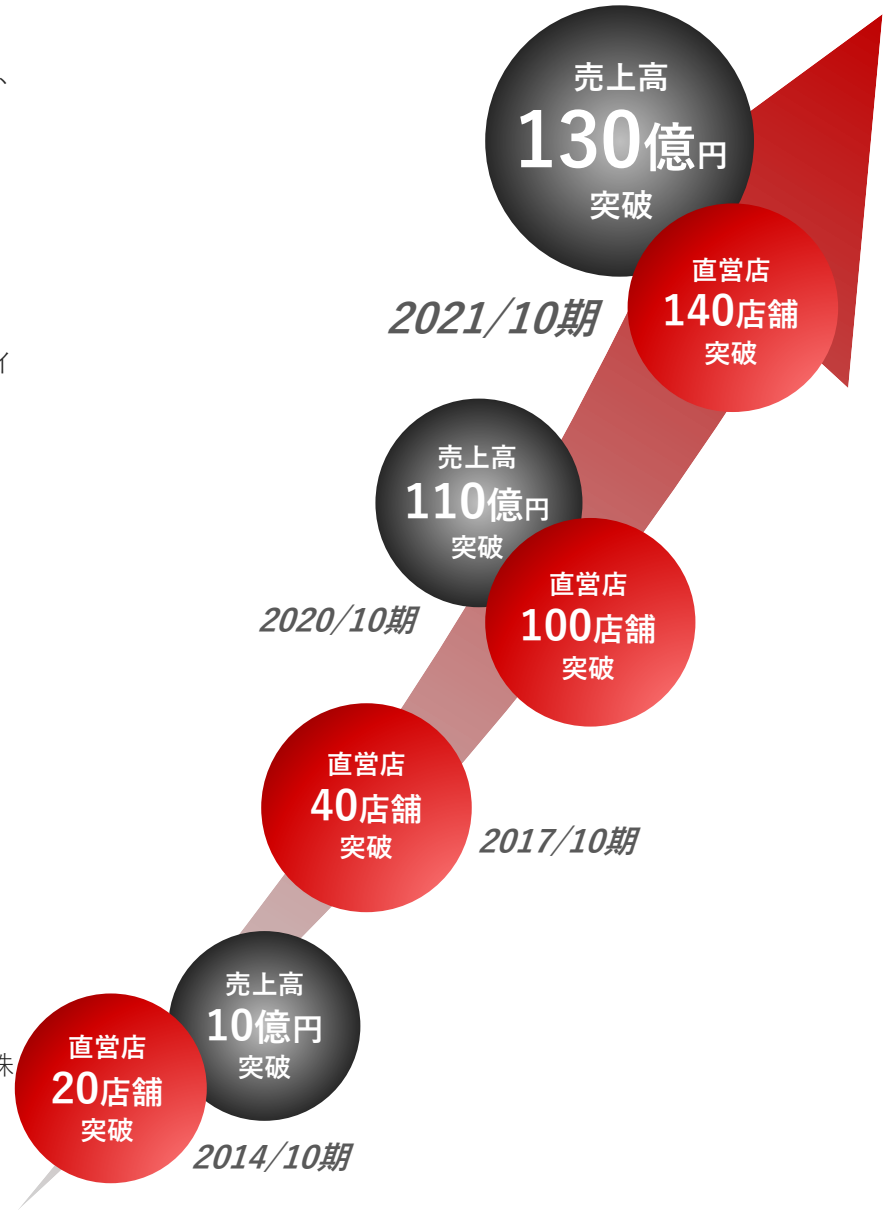 、
売上高
130億円
突破
直営店
140店舗
突破
2021/10期
イ
売上高
110億円
突破
直営店
100店舗
突破
2020/10期
直営店
40店舗
突破
2017/10期
売上高
10億円
突破
株
直営店
20店舗
突破
2014/10期